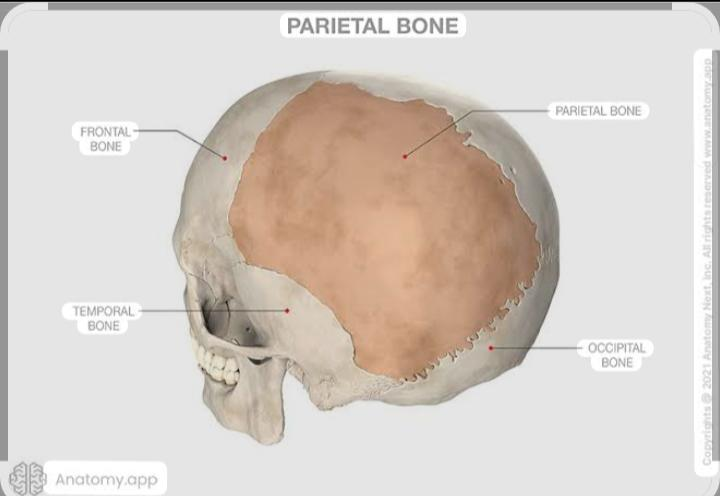 PARIETAL BONE
PARIETAL BONE
FRONTAL
BONE
TEMPORAL
BONE
OCCIPITAL
BONE
Anatomy.app
Copyrights @ 2021 Anatomy Next, Inc. All rights reserved www.anatomy.app